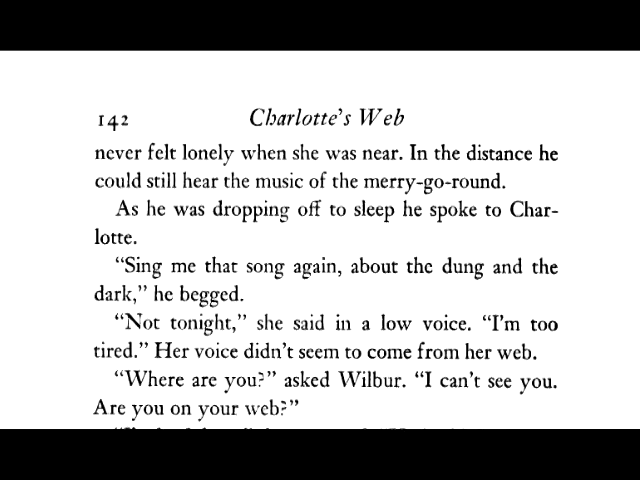 142 Charlotte's Web
never felt lonely when she was near. In the distance he
could still hear the music of the merry-go-round.
As he was dropping off to sleep he spoke to Char-
lotte.
“Sing me that song again, about the dung and the
dark,” he begged.
“Not tonight,” she said in a low voice. “I'm too
tired.” Her voice didn't seem to come from her web.
“Where are you?” asked Wilbur. “I can't see you.
Are you on your web?”